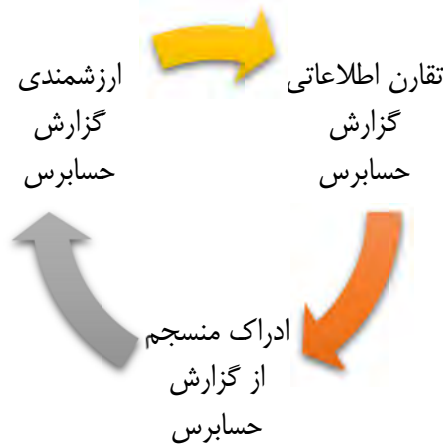 تقارن اطلاعاتی
گزارش
حسابرس
ادراک منسجم
از گزارش
حسابرس
ارزشمندی
گزارش
حسابرس